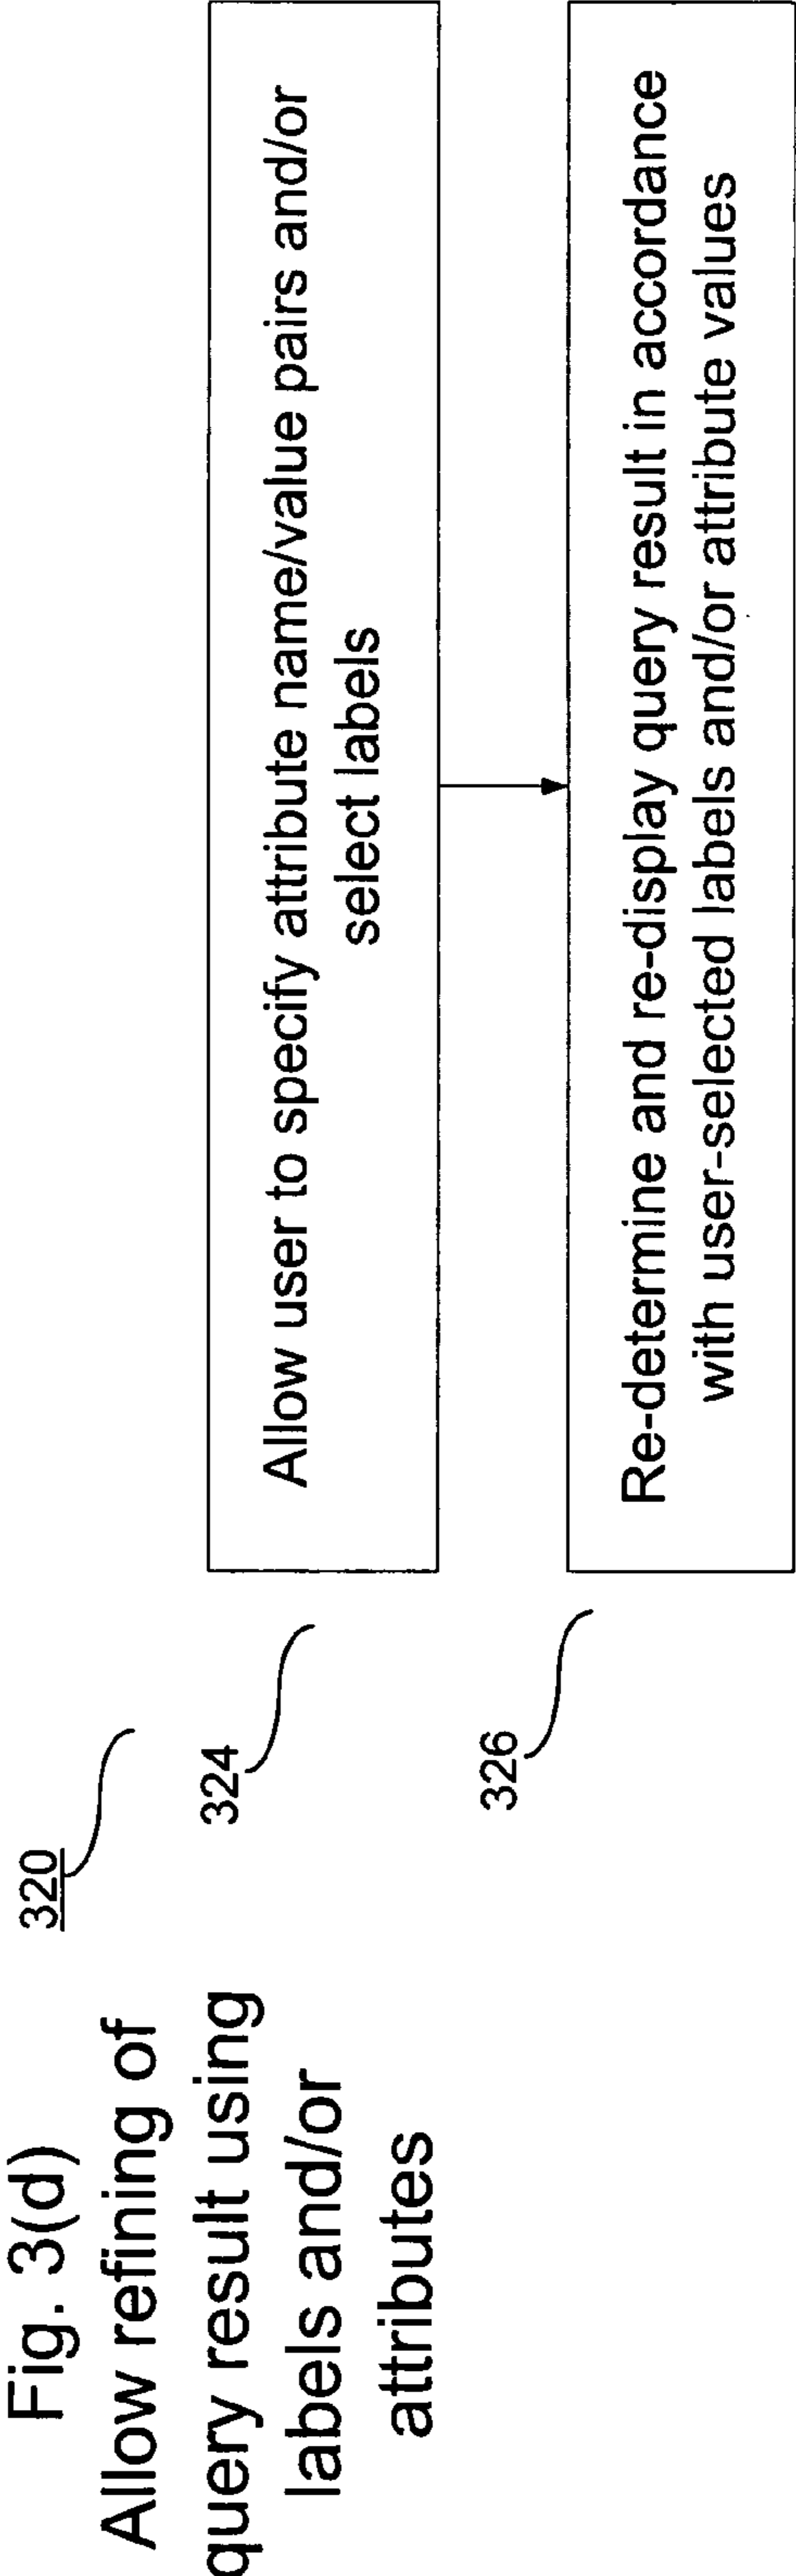 Fig. 3(d)
Allow refining of
query result using
labels and/or
attributes
320
324
Allow user to specify attribute name/value pairs and/or
select labels
326
Re-determine and re-display query result in accordance
with user-selected labels and/or attribute values